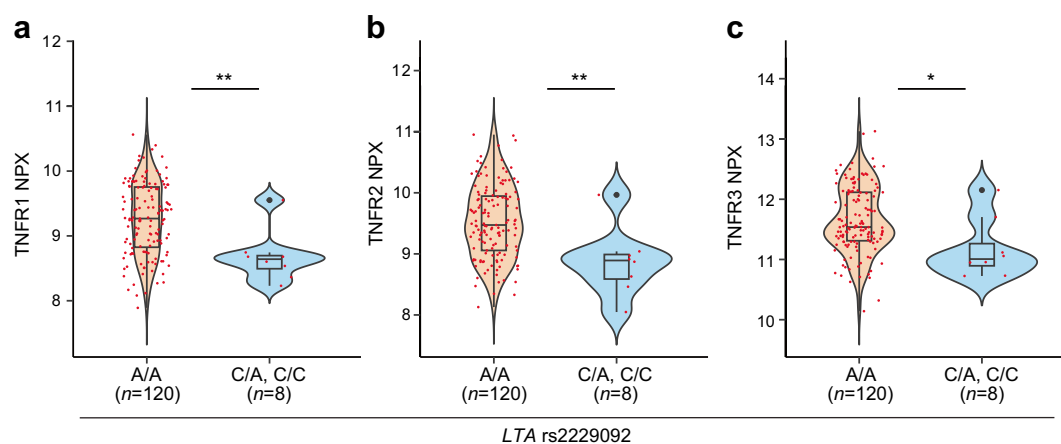 a
TNFR1 NPX
12
11
10
9
8
**
A/A
(n=120)
C/A, C/C
(n=8)
b
TNFR2 NPX
12
11
10
9
8
**
A/A
(n=120)
C/A, C/C
(n=8)
c
TNFR3 NPX
14
13
12
11
10
*
A/A
(n=120)
C/A, C/C
(n=8)
LTA rs2229092